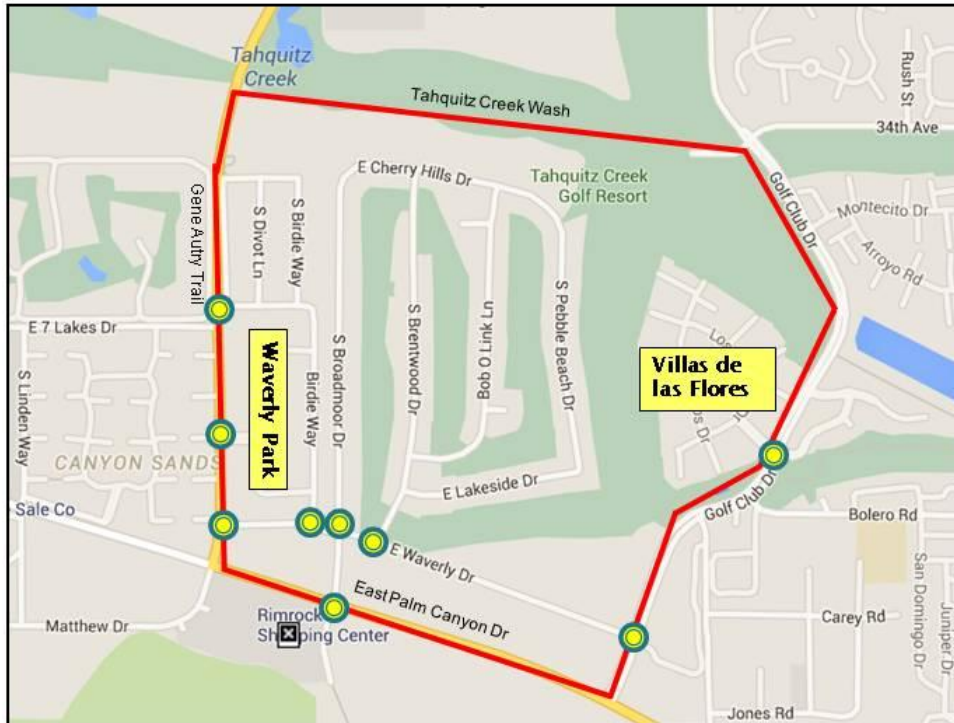 Tahquitz
Creek
Tahquitz Creek Wash
Rush St
34th Ave
E Cherry Hills Dr
Tahquitz Creek
Golf Resort
Golf Club Dr
Montecito Dr
Arroyo Rd
Gene Autry Trail
S Divot Ln
S Birdie Way
S Broadmoor Dr
S Brentwood Dr
Bob O Link Ln
S Pebble Beach Dr
E 7 Lakes Dr
S Linden Way
Waverly Park
Birdie Way
Villas de
las Flores
Los
os Dr
CANYON SANDS
E Lakeside Dr
Sale Co
Golf Club Dr
Bolero Rd
E Waverly Dr
East Palm Canyon Dr
San Domingo Dr
Juniper Dr
Rimrock
Shopping Center
Matthew Dr
Carey Rd
Jones Rd